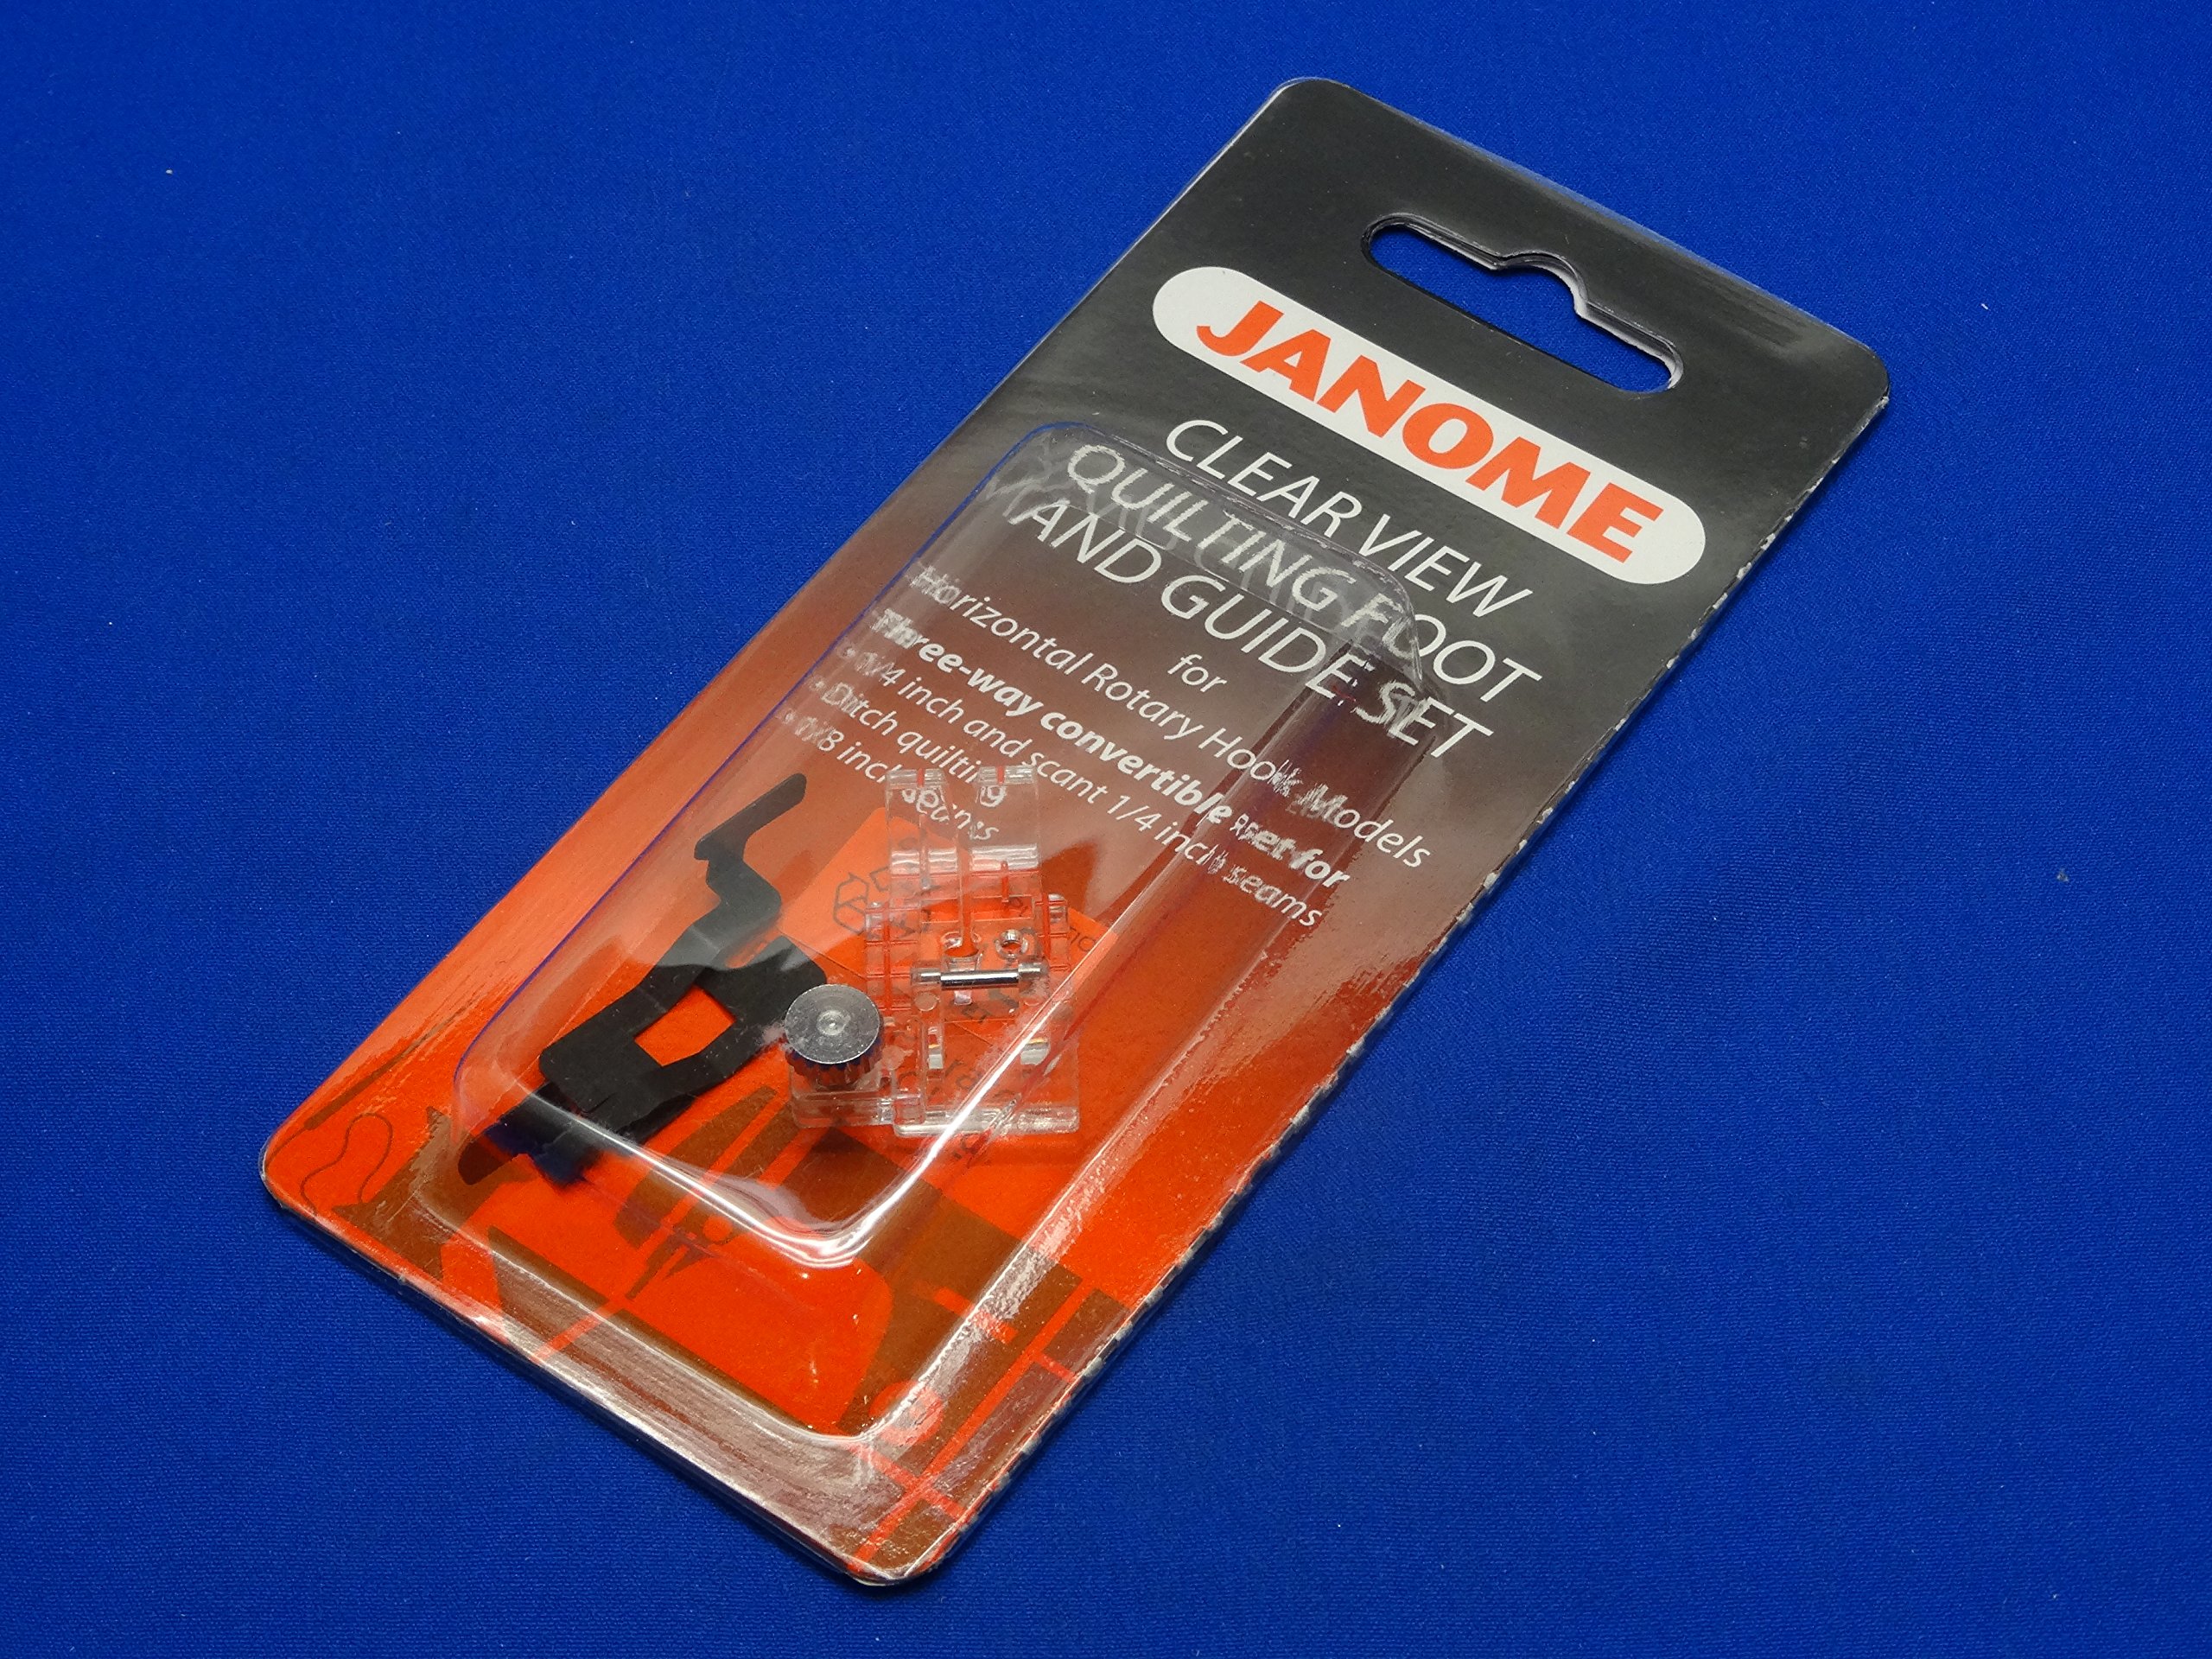 JANOME
CLEAR VIEW
QUILTING FOOT
AND GUIDE SET
for
Horizontal Rotary Hook Models
Three-way convertible set for
• 1/4 inch and scant 1/4 inch seams
• Ditch quilting
• 1/8 inch seams